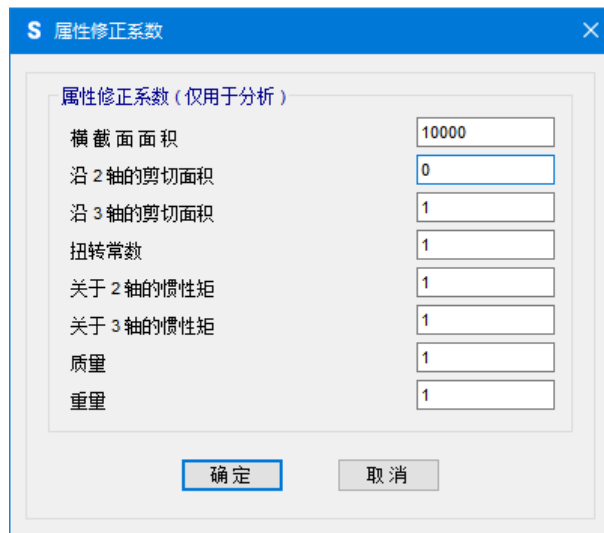 S 属性修正系数
属性修正系数（仅用于分析）
横截面面积 10000
沿 2 轴的剪切面积 0
沿 3 轴的剪切面积 1
扭转常数 1
关于 2 轴的惯性矩 1
关于 3 轴的惯性矩 1
质量 1
重量 1
确定 取消